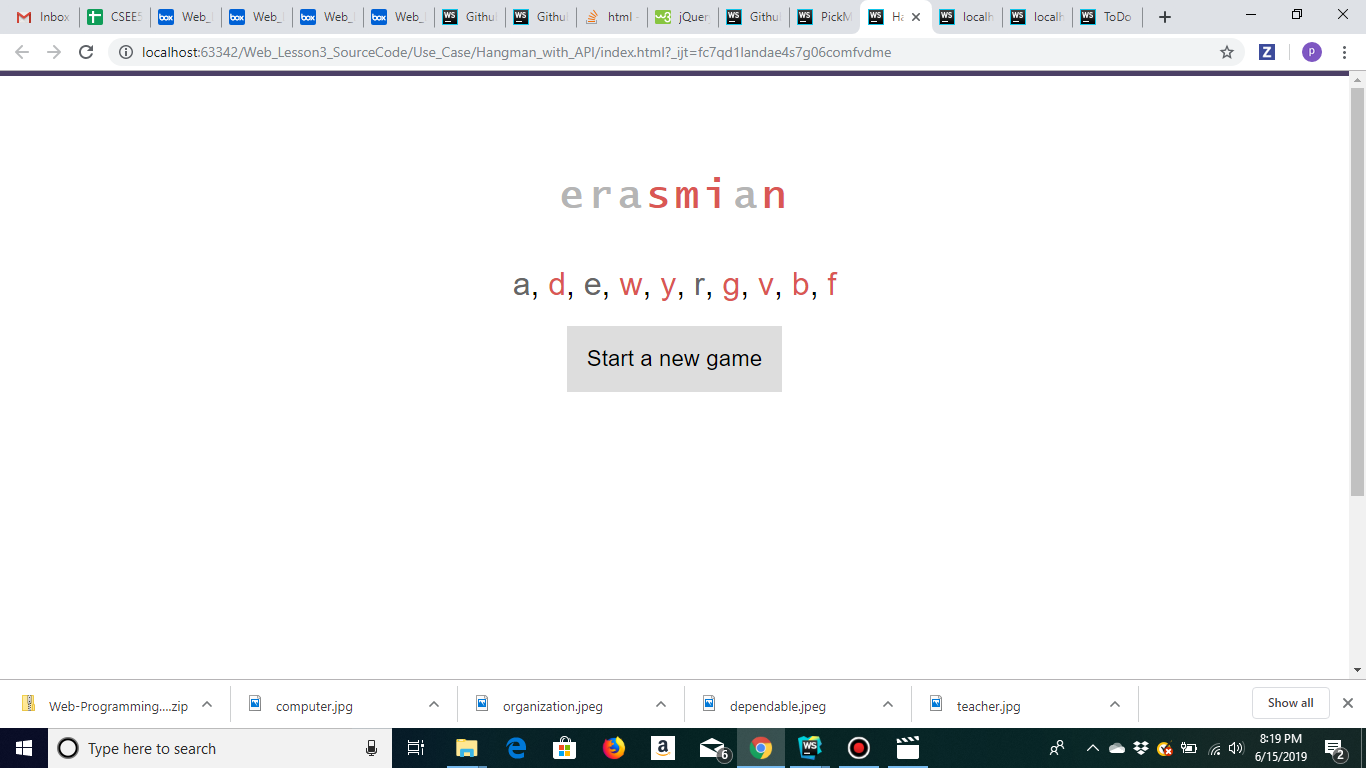 Inbox CSEE5 Web_ Web_ Web_ Web_ Githu Githu html - jQuer Githu PickM Ha localh localh ToDo
localhost:63342/Web_Lesson3_SourceCode/Use_Case/Hangman_with_API/index.html?_ijt=fc7qd1landae4s7g06comfvdme
erasmian
a, d, e, w, y, r, g, v, b, f
Start a new game
Web-Programming....zip computer.jpg organization.jpeg dependable.jpeg teacher.jpg Show all
Type here to search 6 8:19 PM
6/15/2019 2